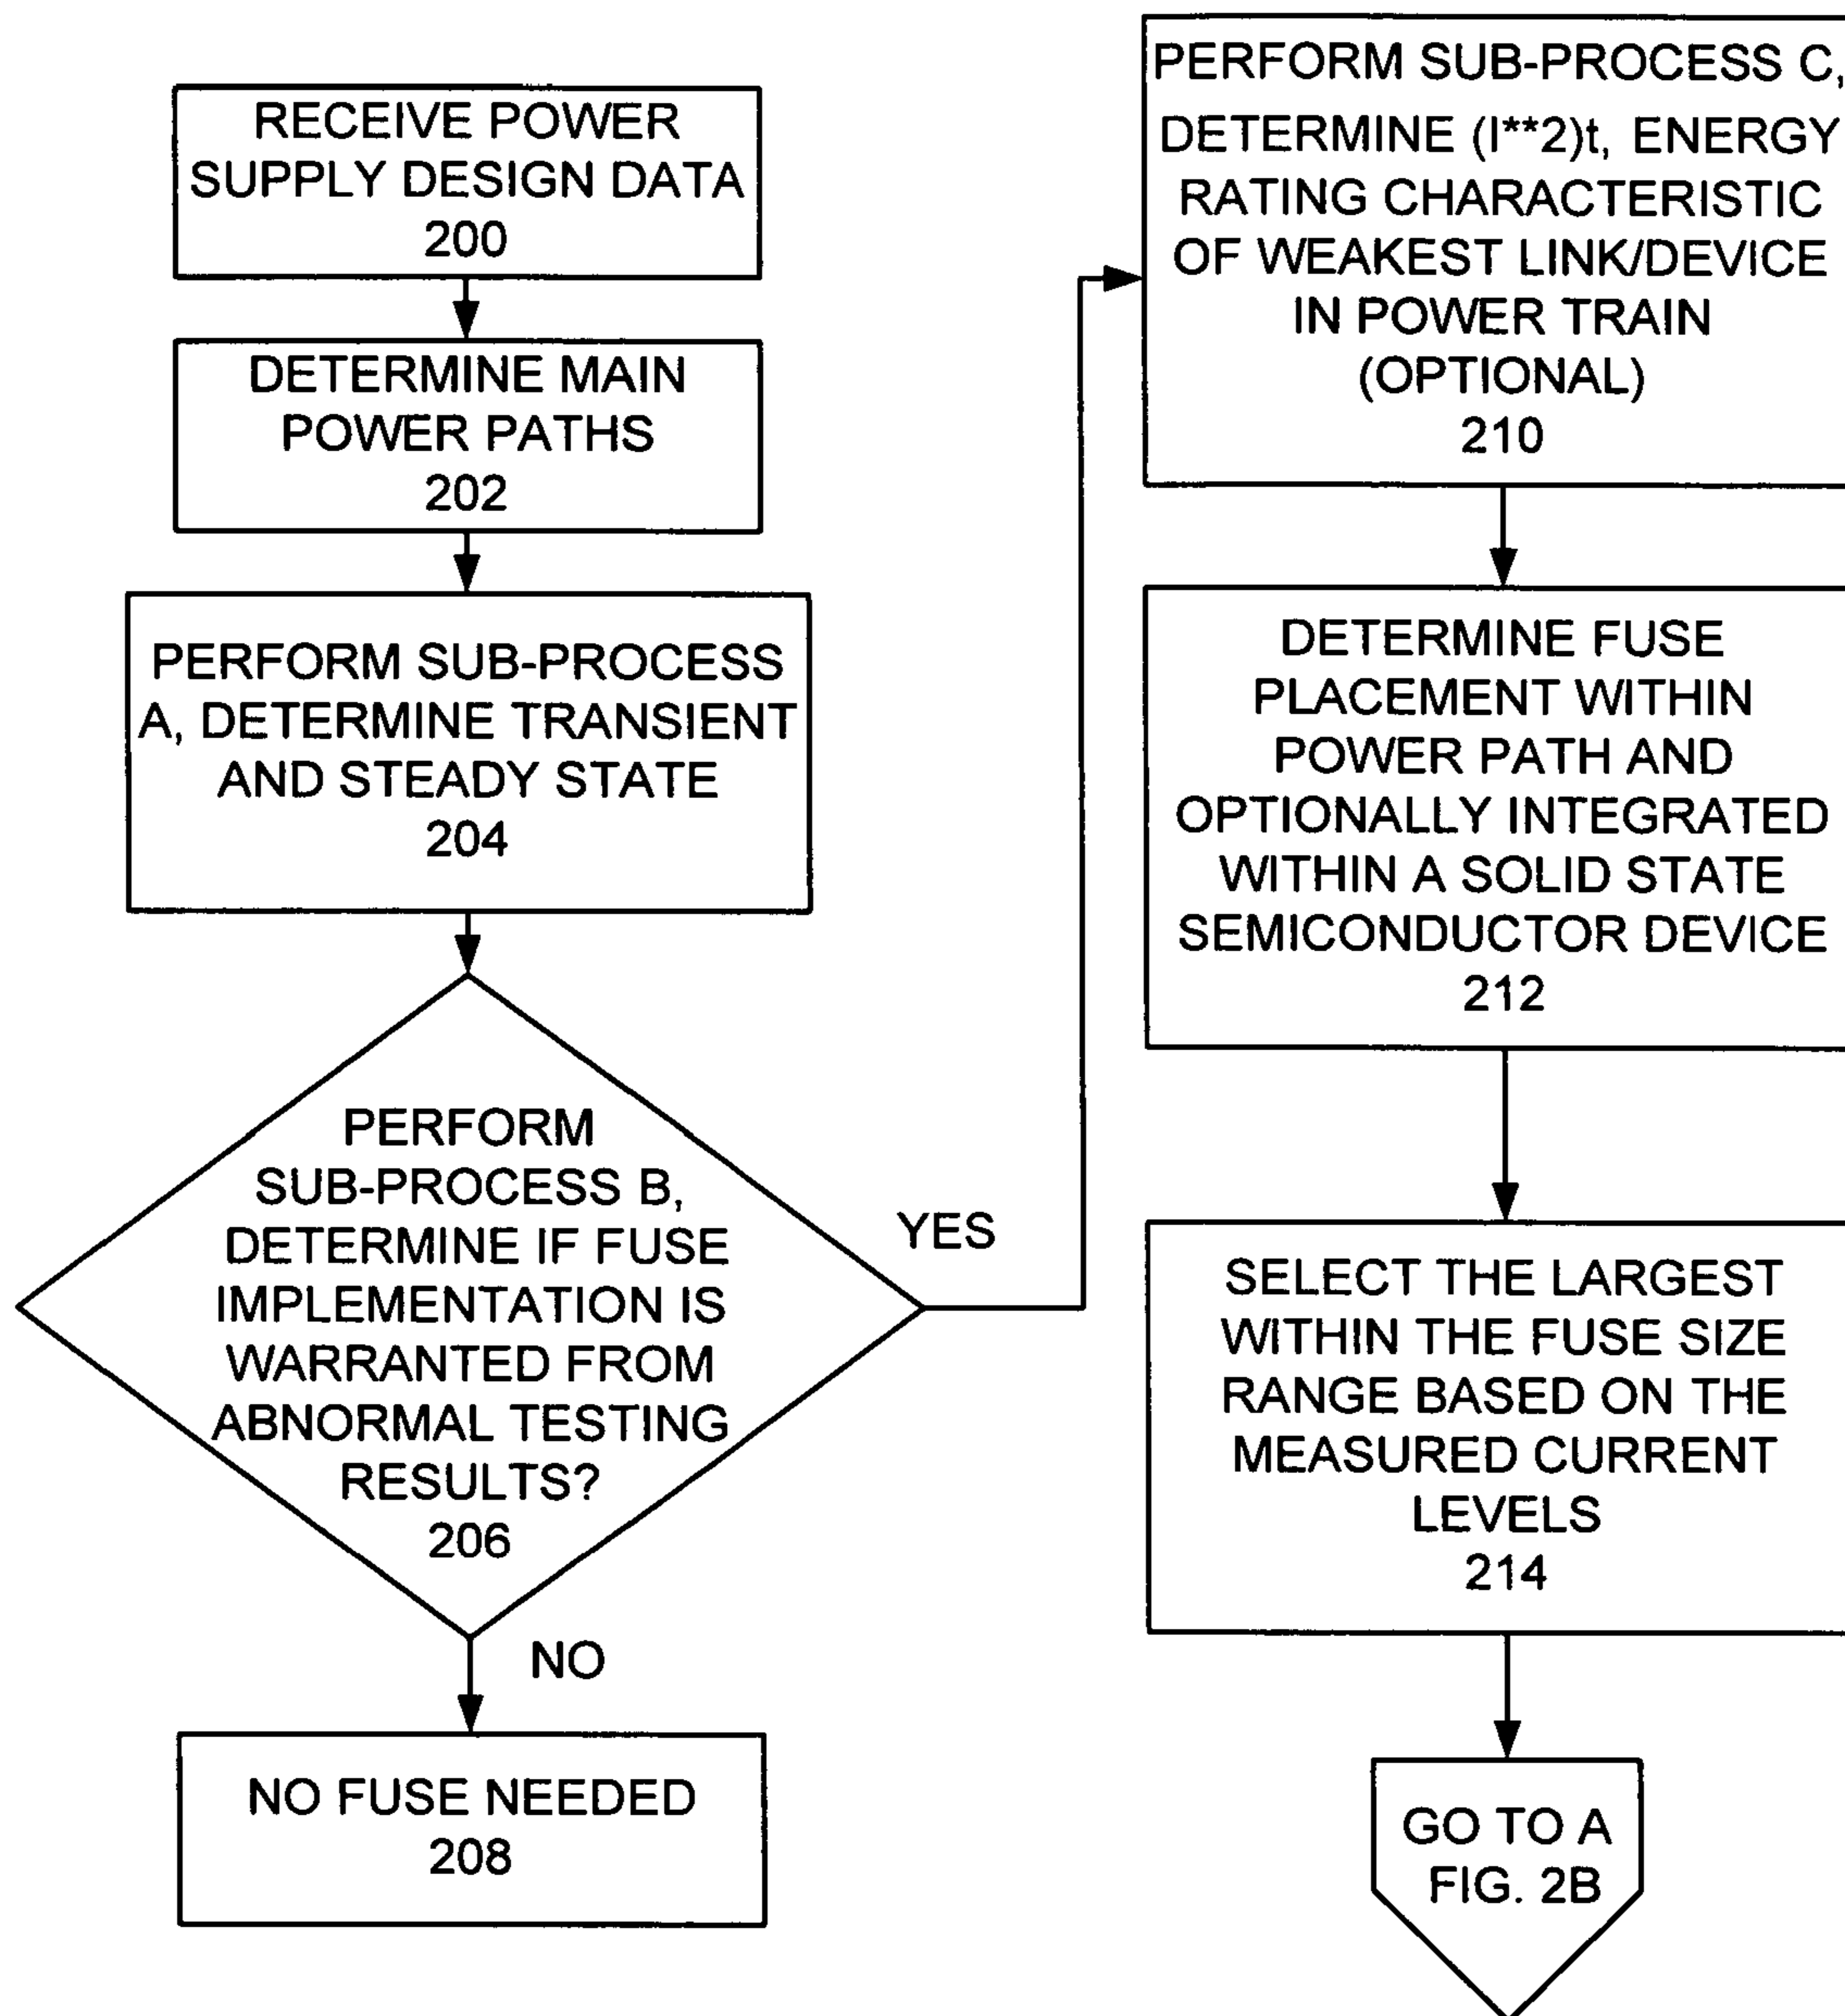 RECEIVE POWER
SUPPLY DESIGN DATA
200
DETERMINE MAIN
POWER PATHS
202
PERFORM SUB-PROCESS
A, DETERMINE TRANSIENT
AND STEADY STATE
204
PERFORM
SUB-PROCESS B,
DETERMINE IF FUSE
IMPLEMENTATION IS
WARRANTED FROM
ABNORMAL TESTING
RESULTS?
206
YES
NO
NO FUSE NEEDED
208
PERFORM SUB-PROCESS C,
DETERMINE (I**2)t, ENERGY
RATING CHARACTERISTIC
OF WEAKEST LINK/DEVICE
IN POWER TRAIN
(OPTIONAL)
210
DETERMINE FUSE
PLACEMENT WITHIN
POWER PATH AND
OPTIONALLY INTEGRATED
WITHIN A SOLID STATE
SEMICONDUCTOR DEVICE
212
SELECT THE LARGEST
WITHIN THE FUSE SIZE
RANGE BASED ON THE
MEASURED CURRENT
LEVELS
214
GO TO A
FIG. 2B